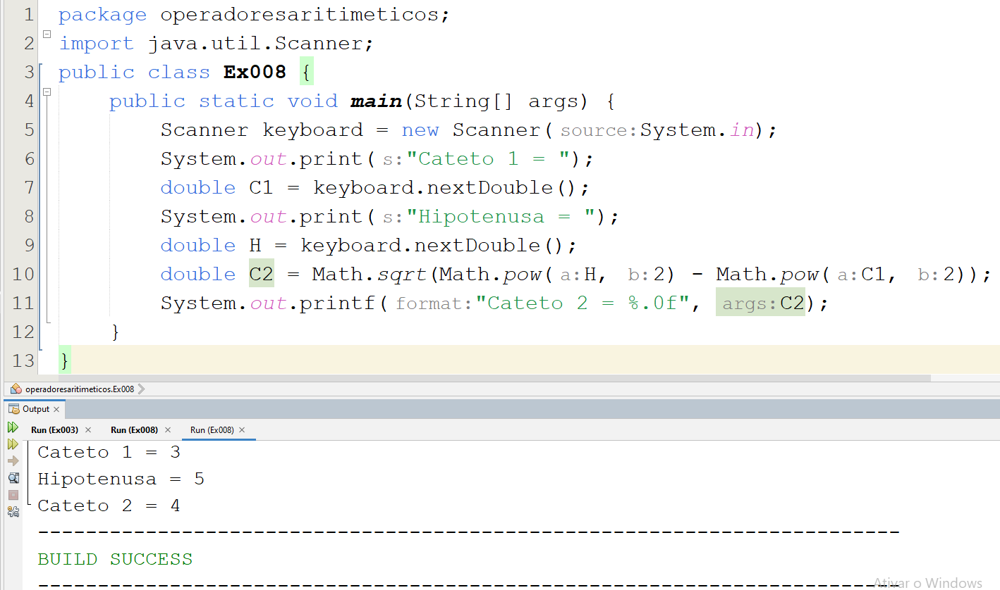 1 package operadoresaritimeticos;
2 import java.util.Scanner;
3 public class Ex008 {
4 public static void main(String[] args) {
5 Scanner keyboard = new Scanner( source:System.in);
6 System.out.print( s:"Cateto 1 = ");
7 double C1 = keyboard.nextDouble();
8 System.out.print( s:"Hipotenusa = ");
9 double H = keyboard.nextDouble();
10 double C2 = Math.sqrt(Math.pow( a:H, b:2) - Math.pow( a:C1, b:2));
11 System.out.printf( format:"Cateto 2 = %.0f", args:C2);
12 }
13 }
operadoresaritimeticos.Ex008
Output
Run (Ex003) Run (Ex008) Run (Ex008)
Cateto 1 = 3
Hipotenusa = 5
Cateto 2 = 4
------------------------------------------------------------------------
BUILD SUCCESS
------------------------------------------------------------------------
Ativar o Windows